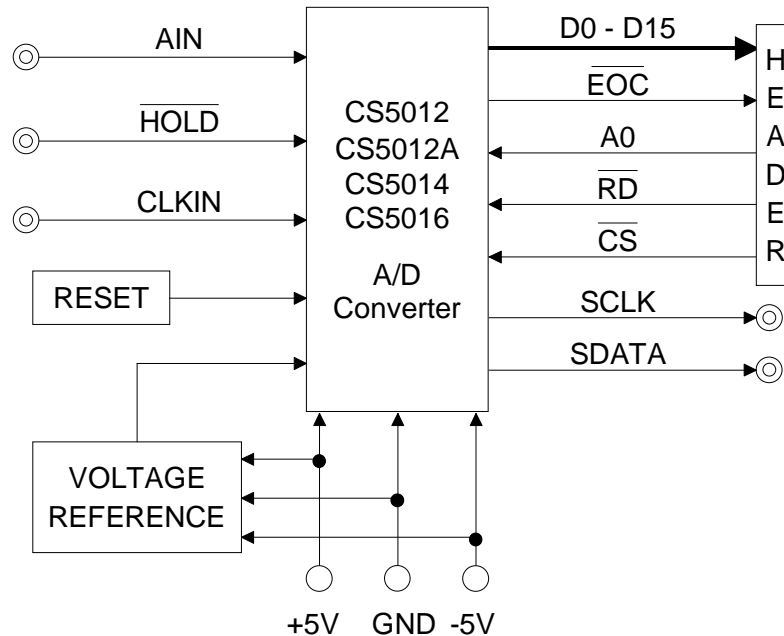 AIN
HOLD
CLKIN
RESET
VOLTAGE
REFERENCE
CS5012
CS5012A
CS5014
CS5016
A/D
Converter
D0 - D15
EOC
A0
RD
CS
SCLK
SDATA
H
E
A
D
E
R
+5V GND -5V